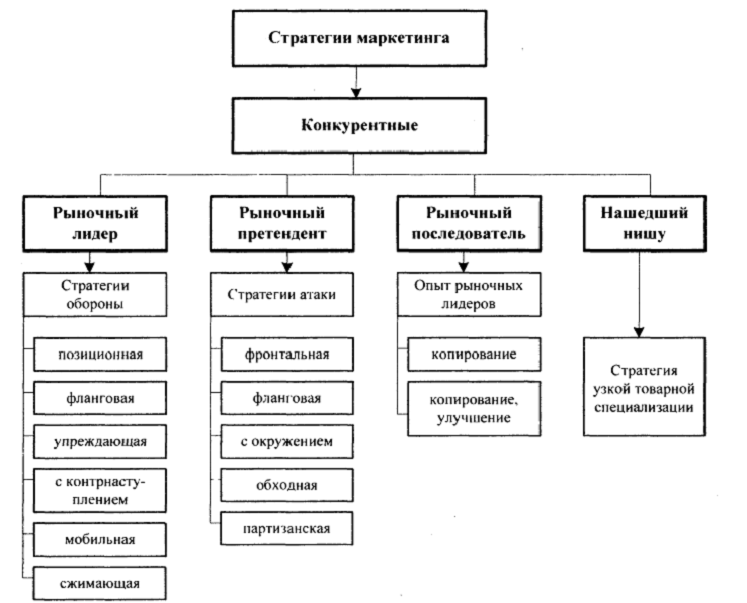 Стратегии маркетинга
Конкурентные
Рыночный
лидер
Рыночный
претендент
Рыночный
последователь
Нашедший
нишу
Стратегии
обороны
Стратегии атаки
Опыт рыночных
лидеров
позиционная
фланговая
упреждающая
с контрнасту-
плением
мобильная
сжимающая
фронтальная
фланговая
с окружением
обходная
партизанская
копирование
копирование,
улучшение
Стратегия
узкой товарной
специализации